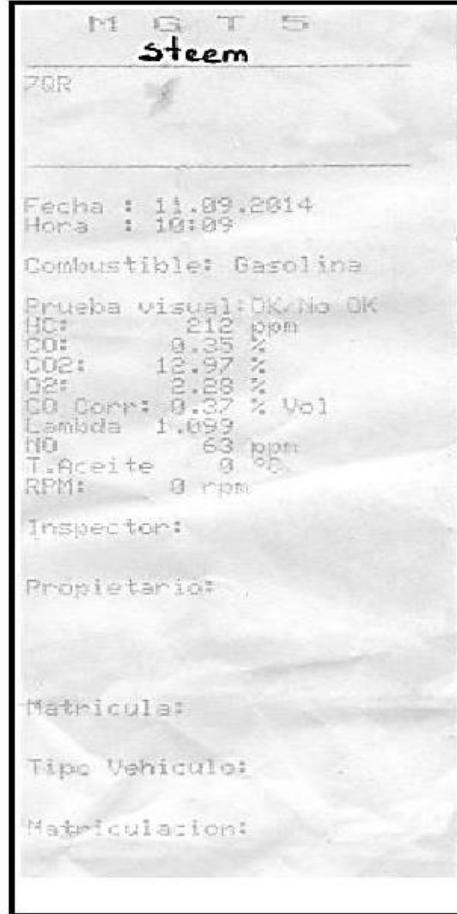 M G T 5
steem
7QR
Fecha : 11.09.2014
Hora : 10:09
Combustible: Gasolina
Prueba visual:OK/No OK
HC: 212 ppm
CO: 0.35 %
CO2: 12.97 %
O2: 2.28 %
CO Corr: 0.37 % Vol
Lambda 1.099
NO 63 ppm
T.Aceite 0 ºC
RPM: 0 rpm
Inspector:
Propietario:
Matricula:
Tipo Vehiculo:
Matriculacion: